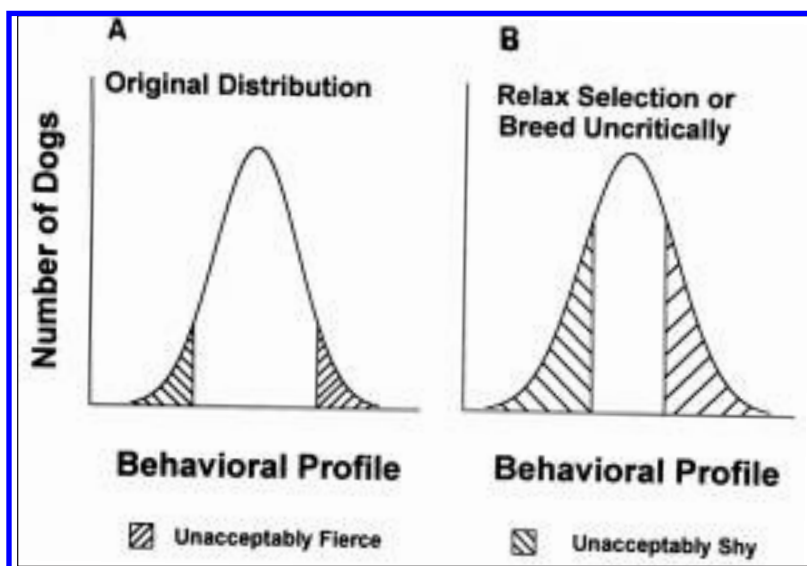 A
Original Distribution
Number of Dogs
Behavioral Profile
Unacceptably Fierce
B
Relax Selection or
Breed Uncritically
Behavioral Profile
Unacceptably Shy